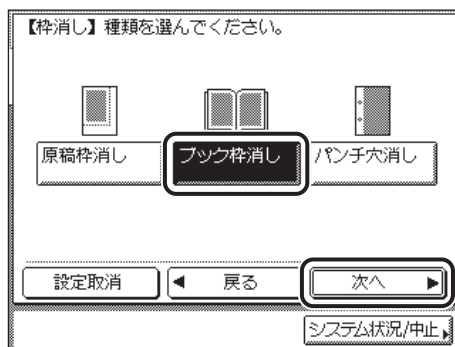 【枠消し】種類を選んでください。
原稿枠消し ブック枠消し パンチ穴消し
設定取消 ◀ 戻る 次へ ▶
システム状況/中止